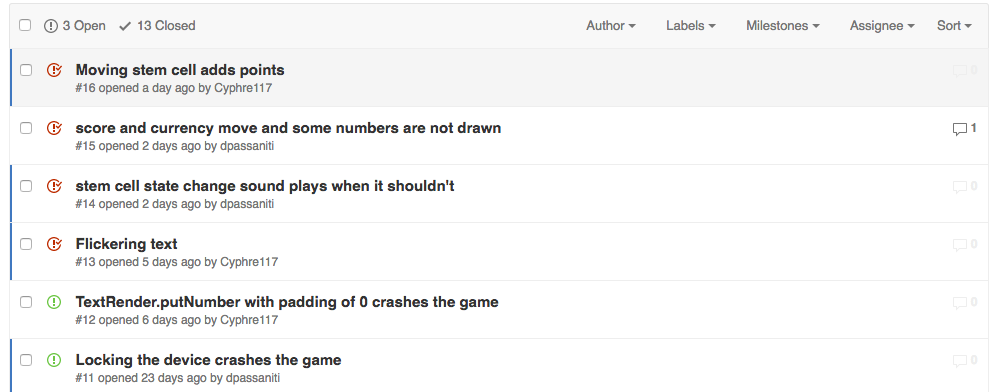 3 Open 13 Closed Author Labels Milestones Assignee Sort
Moving stem cell adds points 0
#16 opened a day ago by Cyphre117
score and currency move and some numbers are not drawn 1
#15 opened 2 days ago by dpassaniti
stem cell state change sound plays when it shouldn't 0
#14 opened 2 days ago by dpassaniti
Flickering text 0
#13 opened 5 days ago by Cyphre117
TextRender.putNumber with padding of 0 crashes the game 0
#12 opened 6 days ago by Cyphre117
Locking the device crashes the game 0
#11 opened 23 days ago by dpassaniti